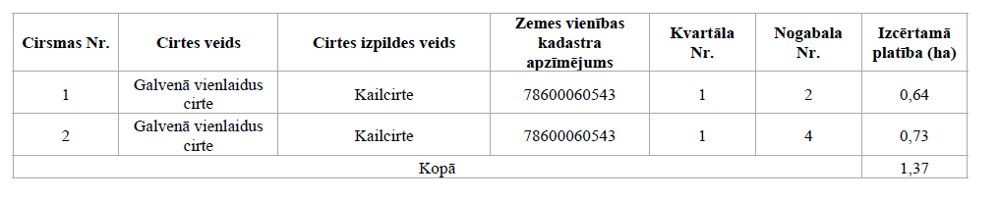 Cirsmas Nr. Cirtes veids Cirtes izpildes veids Zemes vienības kadastra apzīmējums Kvartāla Nr. Nogabala Nr. Izcērtamā platība (ha)
1 Galvenā vienlaidus cirte Kailcirte 78600060543 1 2 0,64
2 Galvenā vienlaidus cirte Kailcirte 78600060543 1 4 0,73
Kopā 1,37